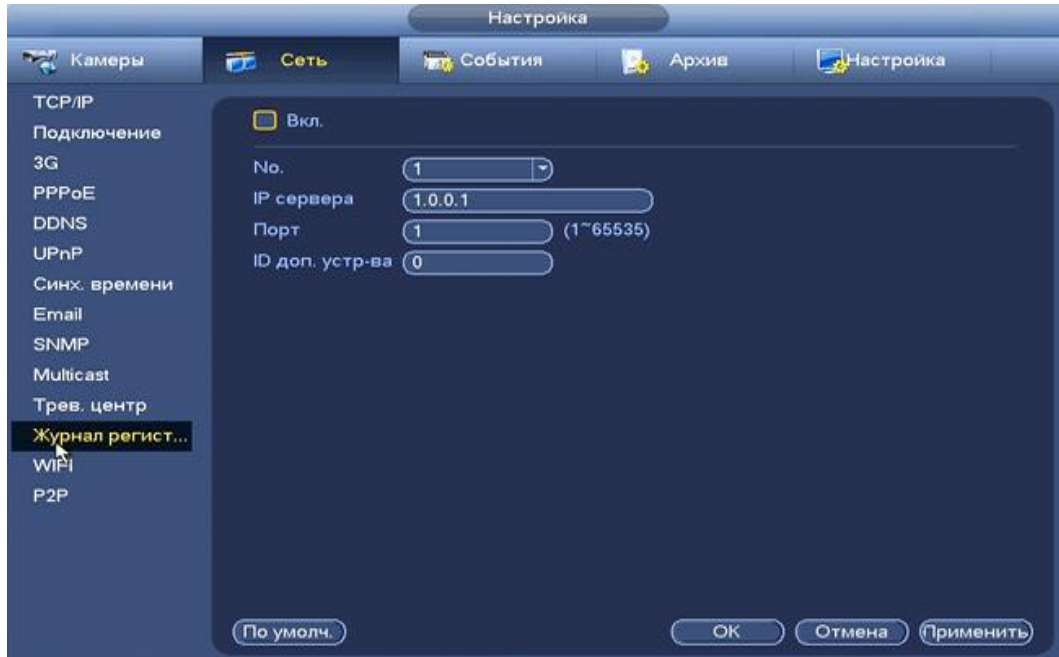 Настройка
Камеры Сеть События Архив Настройка
TCP/IP
Подключение
3G
PPPoE
DDNS
UPnP
Синх. времени
Email
SNMP
Multicast
Трев. центр
Журнал регист...
WIFI
P2P
Вкл.
No. 1
IP сервера 1.0.0.1
Порт 1 (1~65535)
ID доп. устр-ва 0
По умолч. OK Отмена Применить